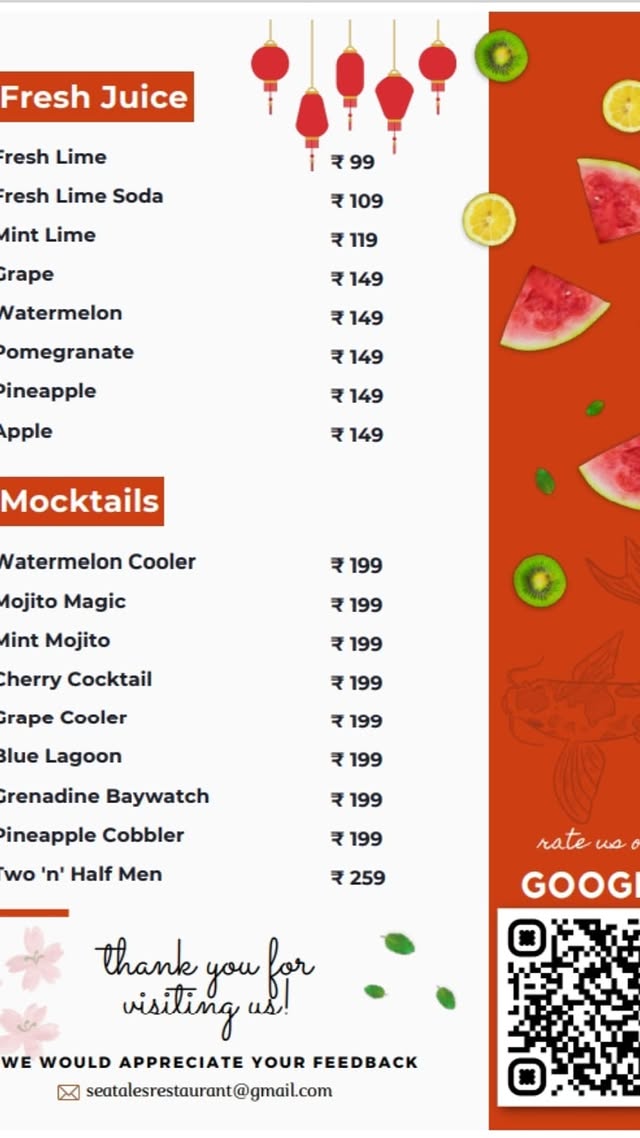 Fresh Juice
Fresh Lime ₹ 99
Fresh Lime Soda ₹ 109
Mint Lime ₹ 119
Grape ₹ 149
Watermelon ₹ 149
Pomegranate ₹ 149
Pineapple ₹ 149
Apple ₹ 149
Mocktails
Watermelon Cooler ₹ 199
Mojito Magic ₹ 199
Mint Mojito ₹ 199
Cherry Cocktail ₹ 199
Grape Cooler ₹ 199
Blue Lagoon ₹ 199
Grenadine Baywatch ₹ 199
Pineapple Cobbler ₹ 199
Two 'n' Half Men ₹ 259
thank you for
visiting us!
WE WOULD APPRECIATE YOUR FEEDBACK
seatalesrestaurant@gmail.com
rate us